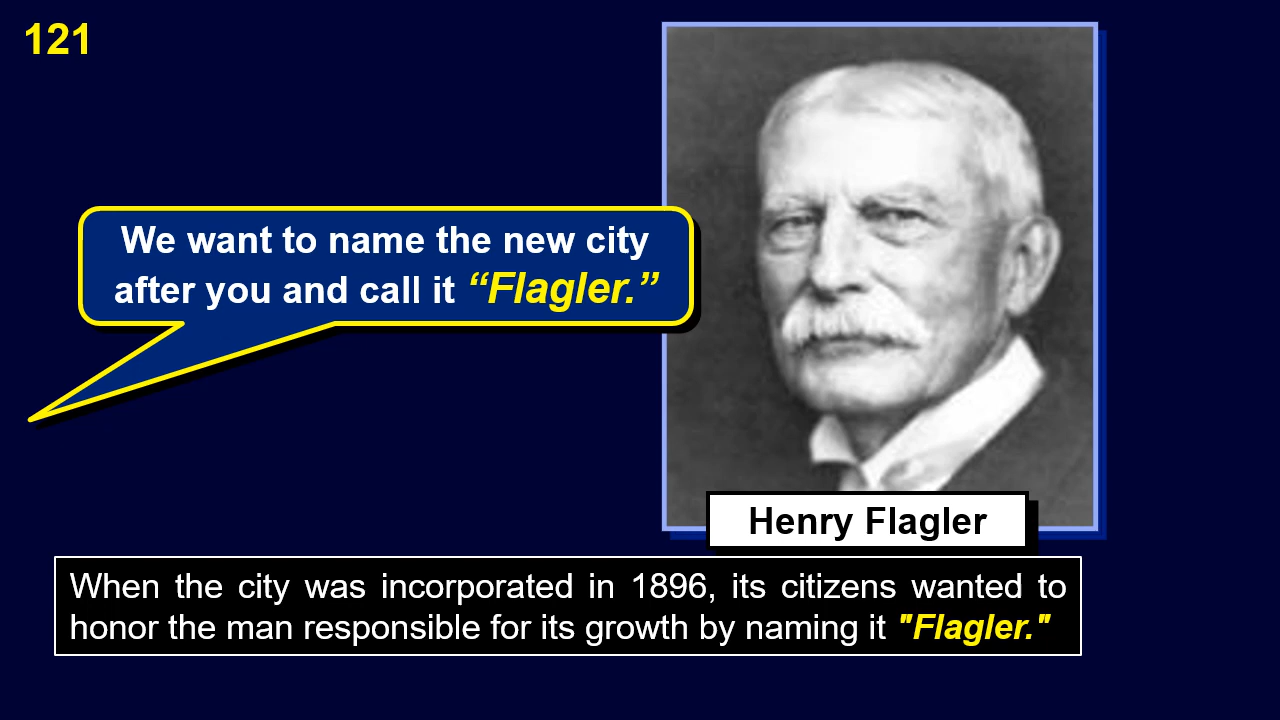 121
We want to name the new city
after you and call it “Flagler.”
Henry Flagler
When the city was incorporated in 1896, its citizens wanted to
honor the man responsible for its growth by naming it "Flagler."